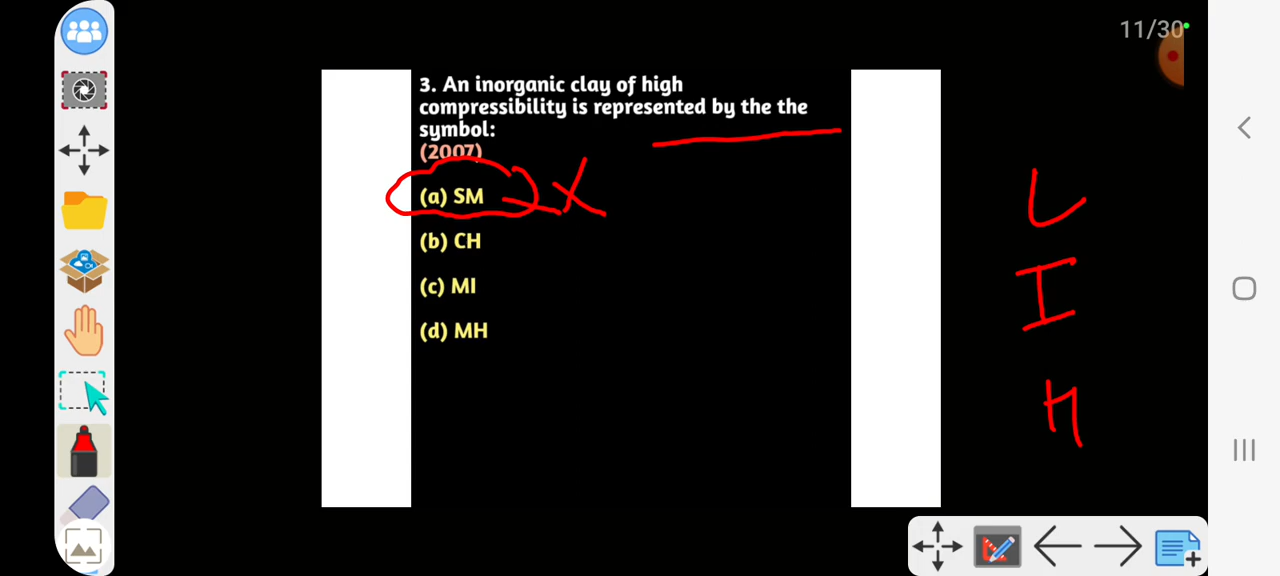 11/30
3. An inorganic clay of high
compressibility is represented by the the
symbol:
(2007)
(a) SM
(b) CH
(c) MI
(d) MH
L
I
H